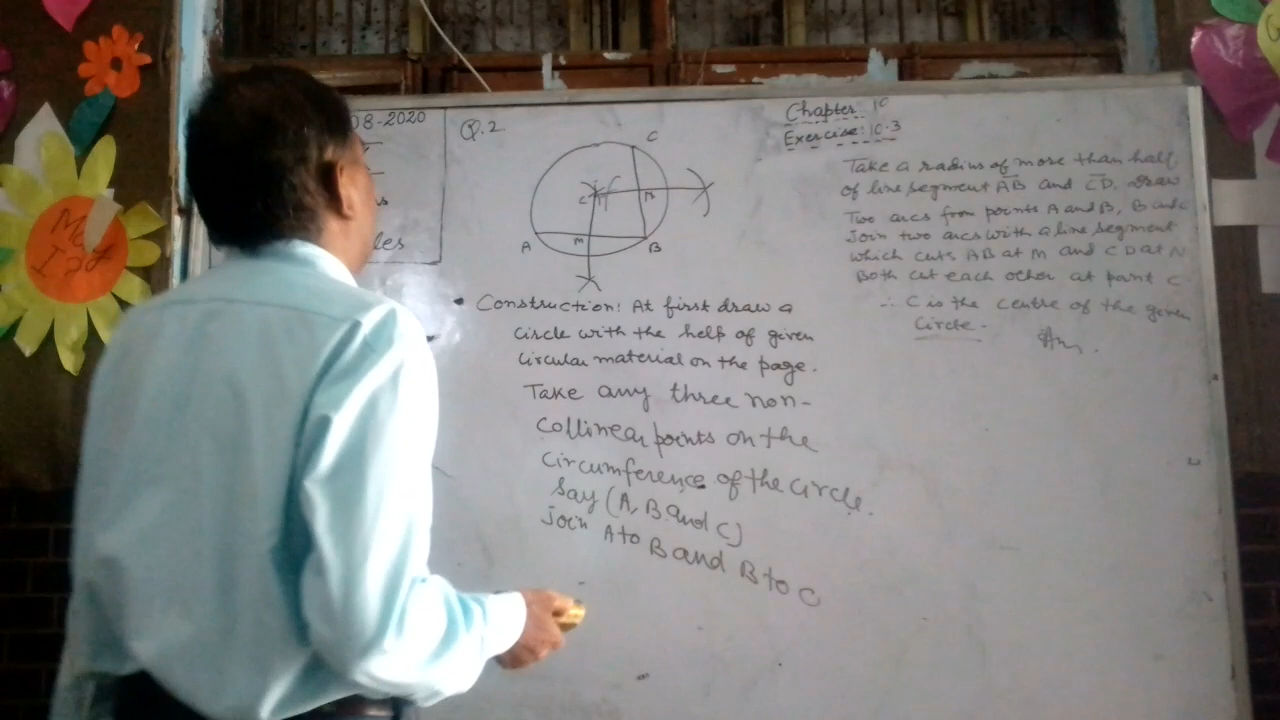 08-2020
les
Q.2.
Chapter: 10
Exercise: 10.3
C
N
C
A
M
B
Construction: At first draw a
circle with the help of given
circular material on the page.
Take any three non-
collinear points on the
circumference of the circle.
Say (A, B and C)
Join A to B and B to C
Take a radius of more than half
of line segment AB and CD. Draw
Two arcs from points A and B, B and C
Join two arcs with a line segment
which cuts AB at M and CD at N
Both cut each other at point C.
∴ C is the centre of the given
Circle.
Ans.